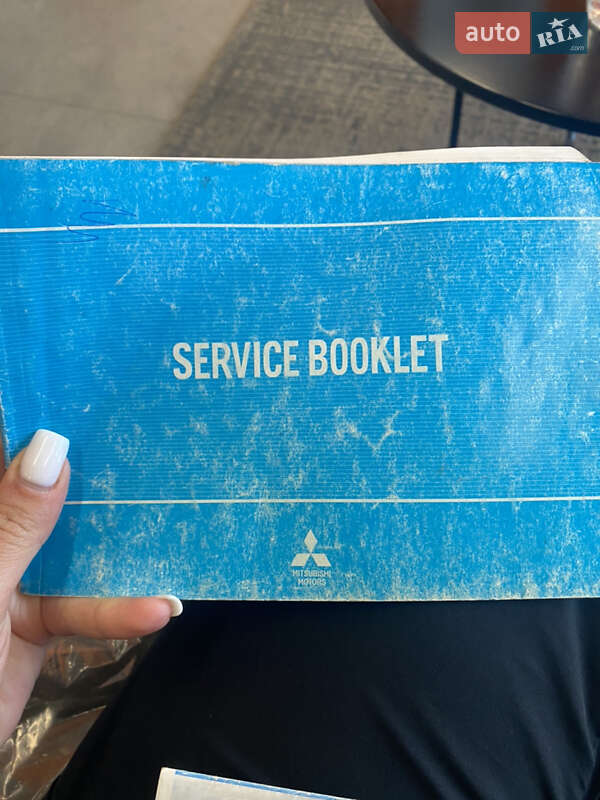 auto RIA
.com
SERVICE BOOKLET
MITSUBISHI
MOTORS